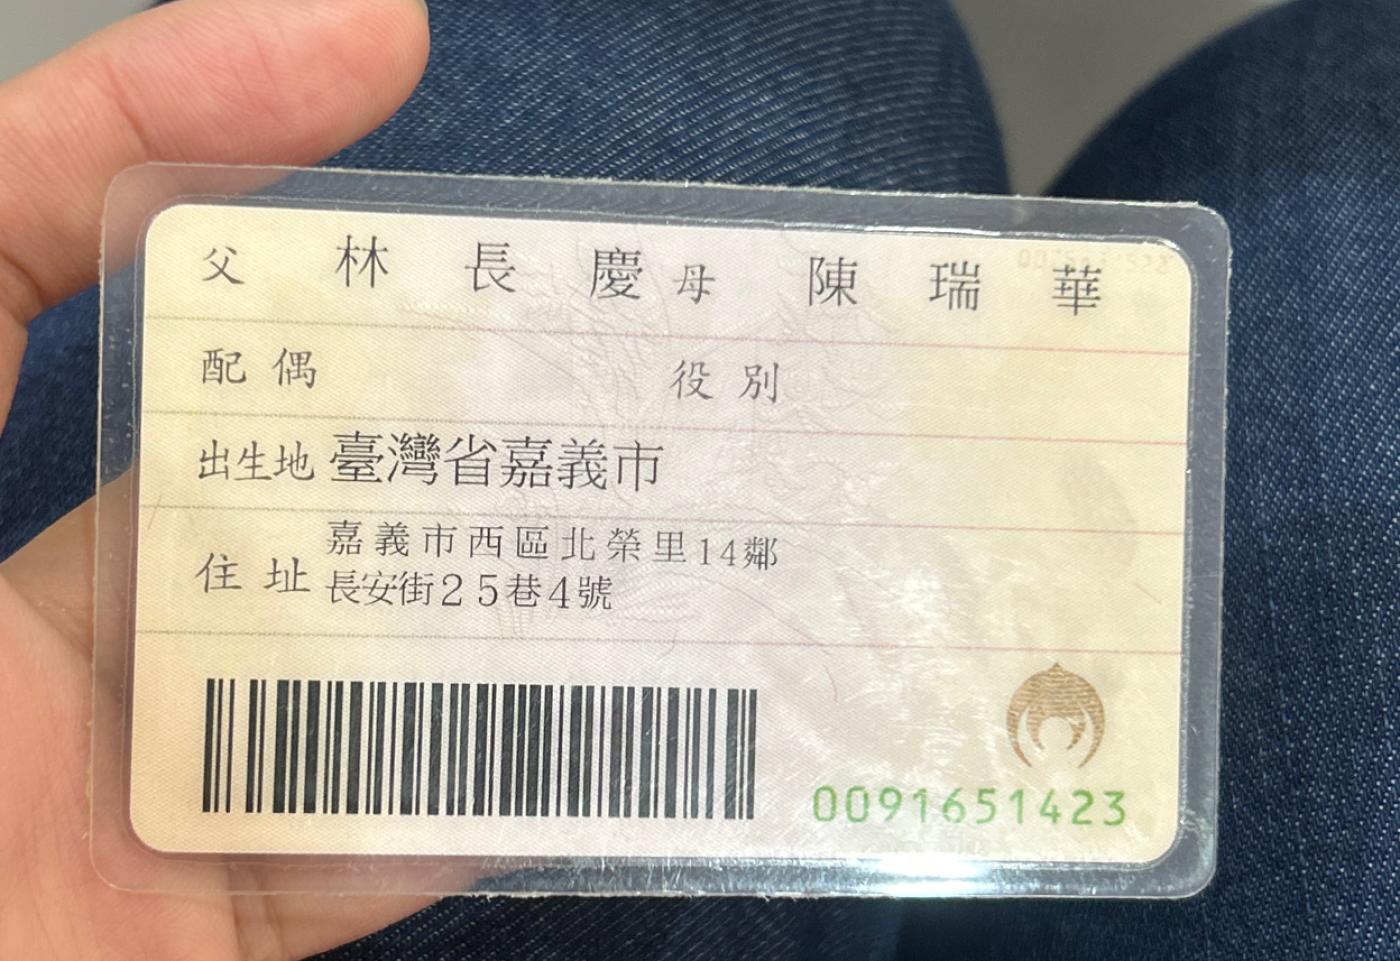 父 林長慶 母 陳瑞華
配偶 役別
出生地 臺灣省嘉義市
住址 嘉義市西區北榮里14鄰
長安街25巷4號
0091651423